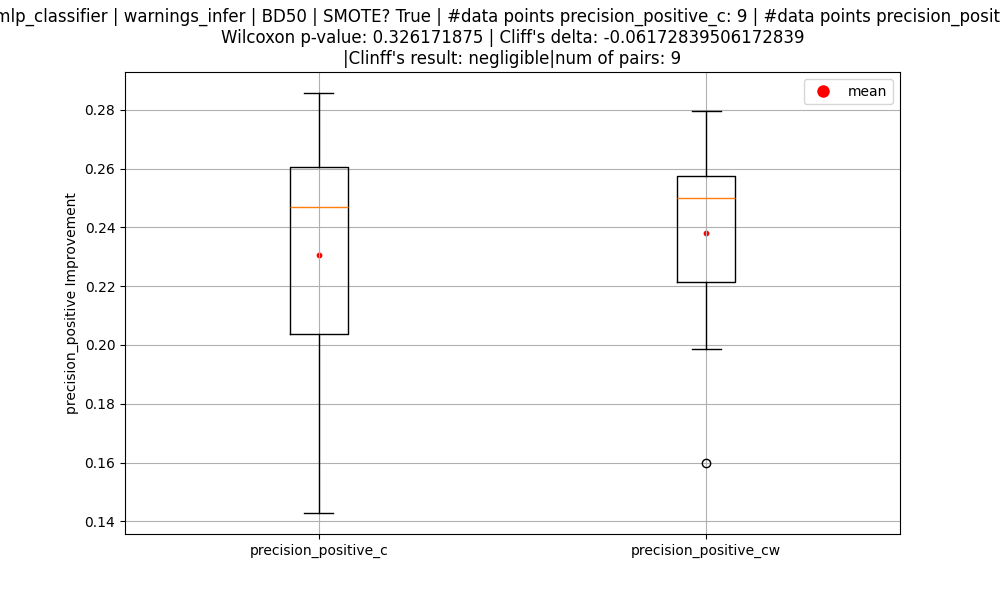 mlp_classifier | warnings_infer | BD50 | SMOTE? True | #data points precision_positive_c: 9 | #data points
Wilcoxon p-value: 0.326171875 | Cliff's delta: -0.06172839506172839
|Clinff's result: negligible|num of pairs: 9
mean
precision_positive Improvement
0.28
0.26
0.24
0.22
0.20
0.18
0.16
0.14
precision_positive_c
precision_positive_cw